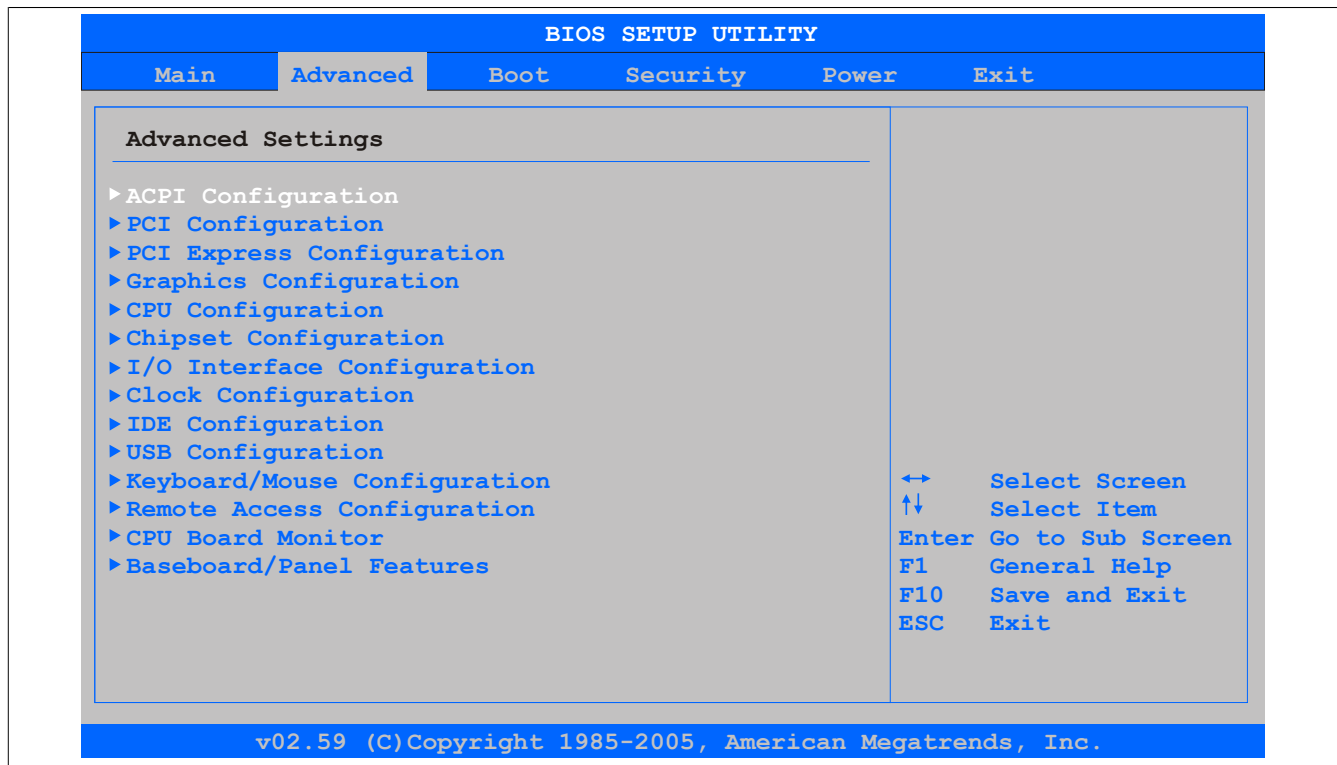 BIOS SETUP UTILITY
Main Advanced Boot Security Power Exit
Advanced Settings
ACPI Configuration
PCI Configuration
PCI Express Configuration
Graphics Configuration
CPU Configuration
Chipset Configuration
I/O Interface Configuration
Clock Configuration
IDE Configuration
USB Configuration
Keyboard/Mouse Configuration
Remote Access Configuration
CPU Board Monitor
Baseboard/Panel Features
↔ Select Screen
↑↓ Select Item
Enter Go to Sub Screen
F1 General Help
F10 Save and Exit
ESC Exit
v02.59 (C)Copyright 1985-2005, American Megatrends, Inc.